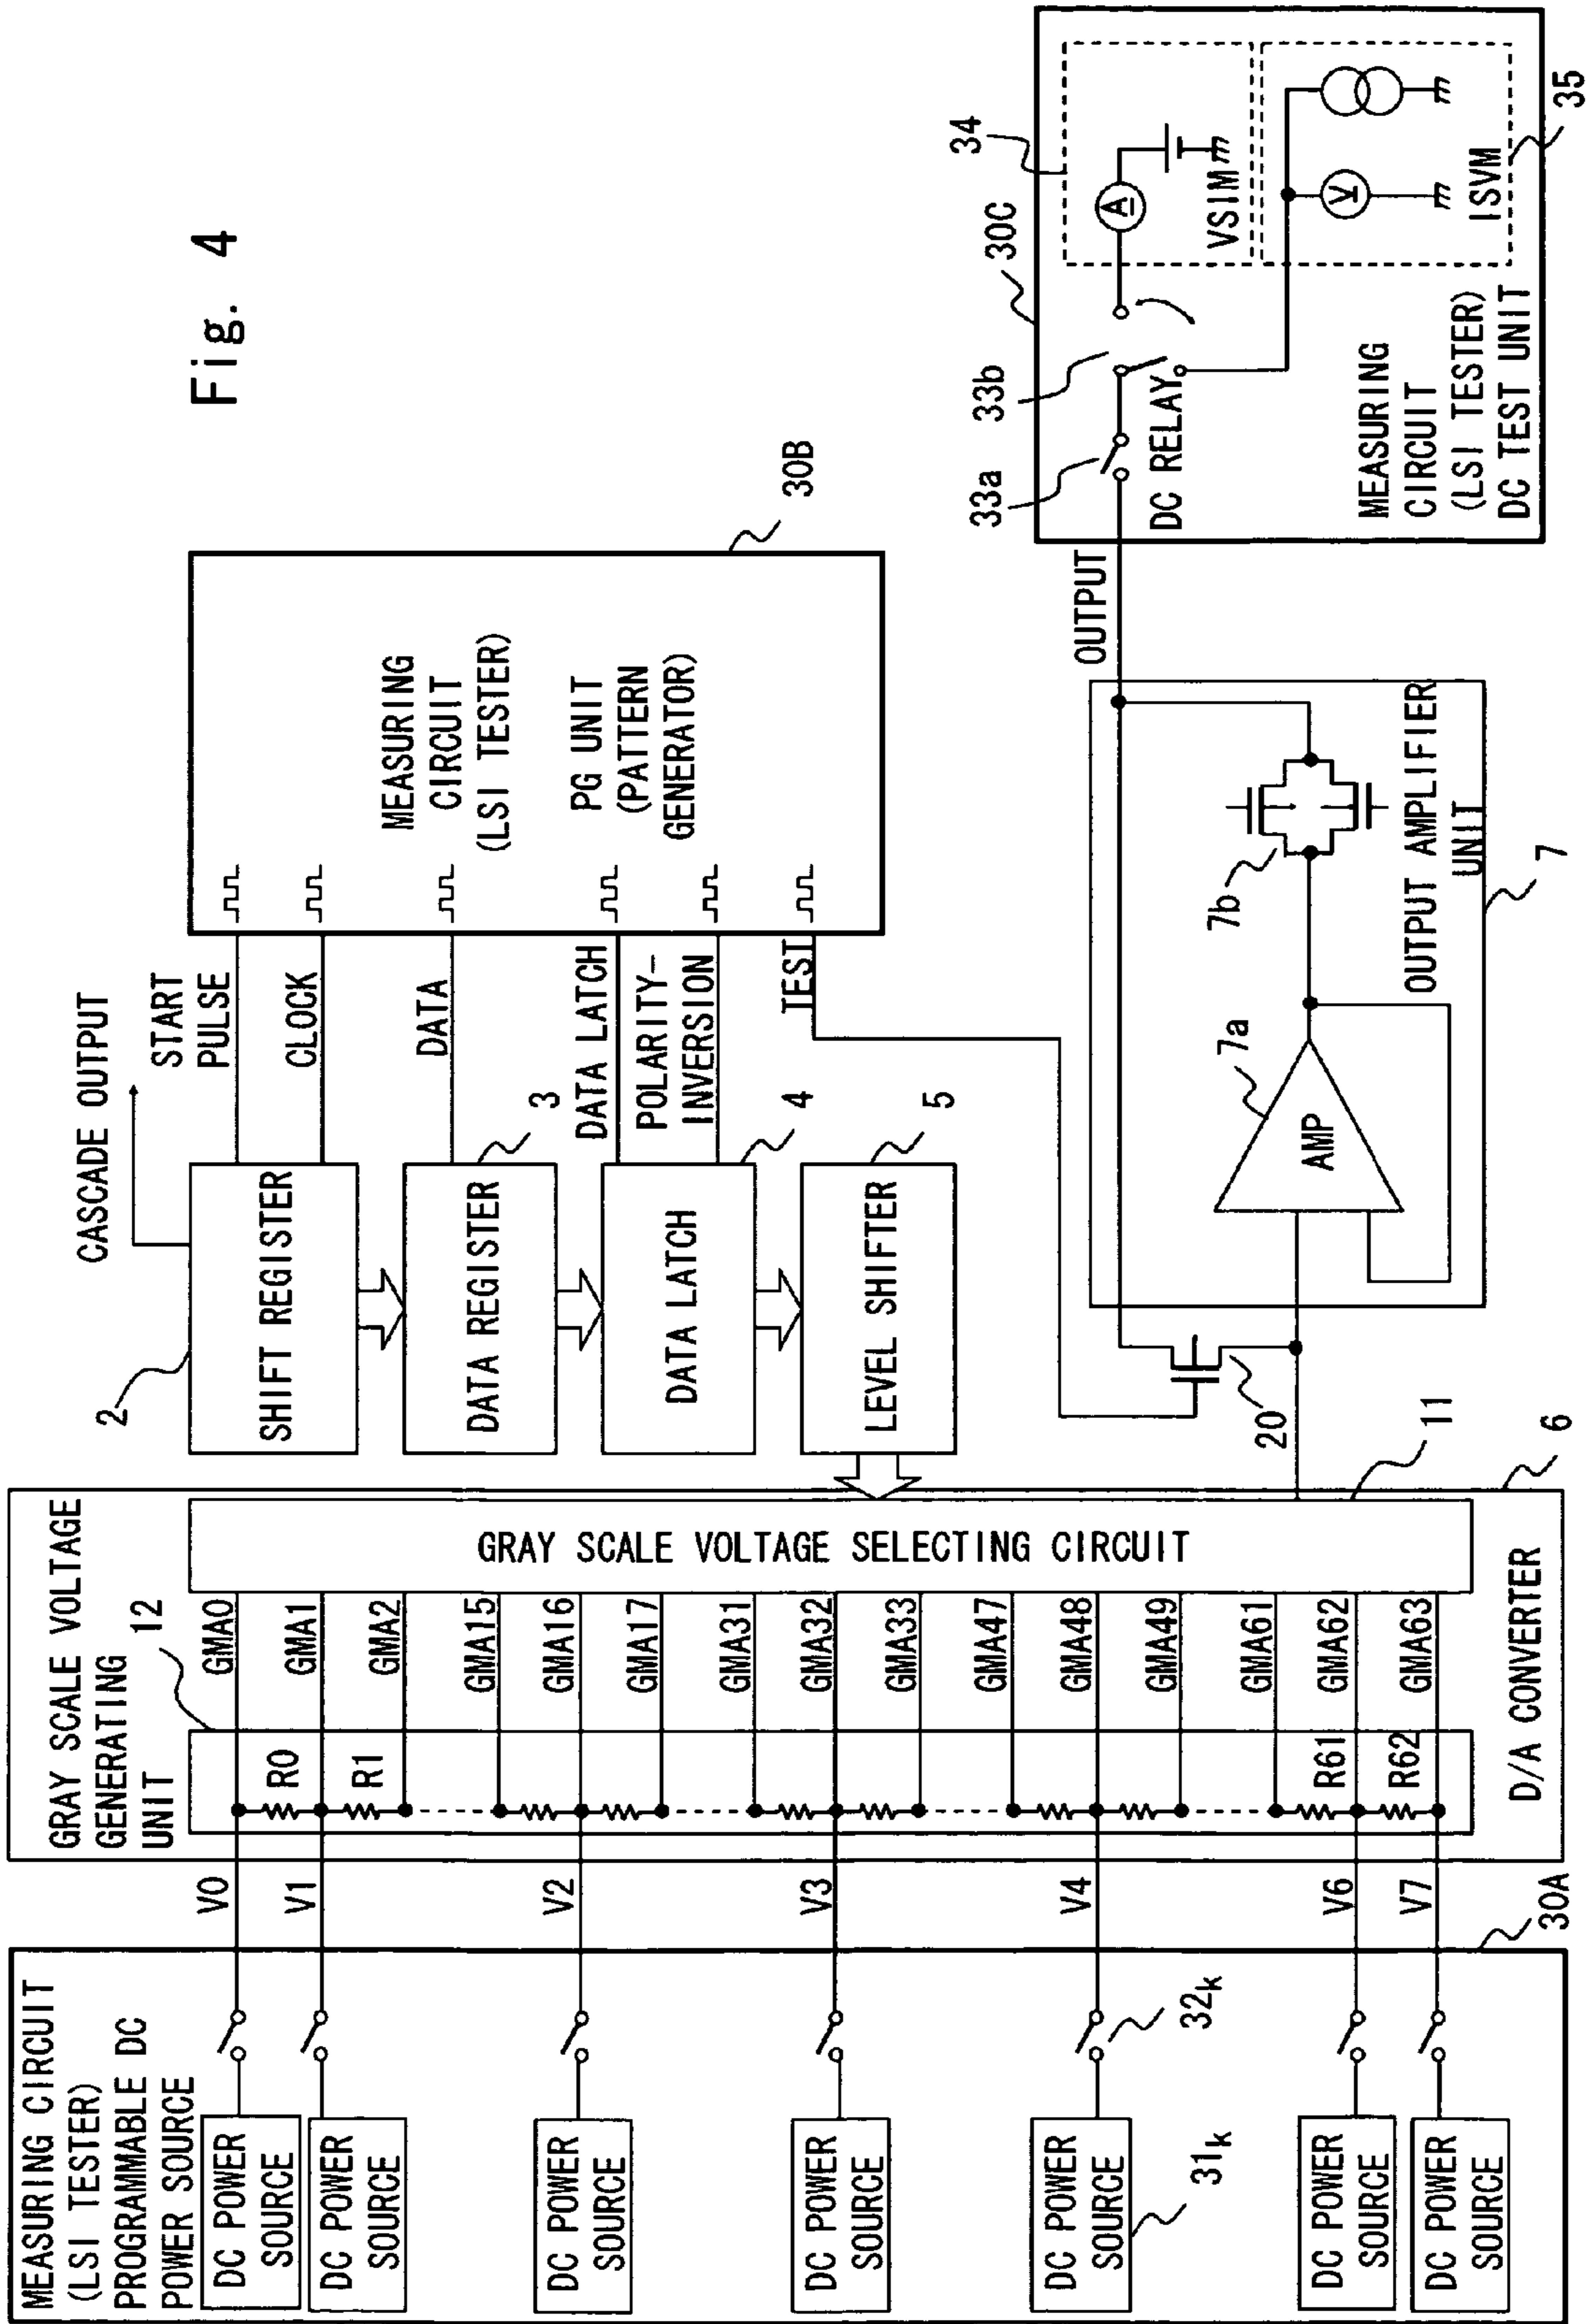 Fig. 4
MEASURING CIRCUIT
(LSI TESTER)
PROGRAMMABLE DC
POWER SOURCE
DC POWER
SOURCE
DC POWER
SOURCE
DC POWER
SOURCE
DC POWER
SOURCE
DC POWER
SOURCE
DC POWER
SOURCE
DC POWER
SOURCE
31k
32k
30A
V0
V1
V2
V3
V4
V6
V7
GRAY SCALE VOLTAGE
GENERATING
UNIT
12
R0
R1
R61
R62
GMA0
GMA1
GMA2
GMA15
GMA16
GMA17
GMA31
GMA32
GMA33
GMA47
GMA48
GMA49
GMA61
GMA62
GMA63
GRAY SCALE VOLTAGE SELECTING CIRCUIT
D/A CONVERTER
11
6
CASCADE OUTPUT
2
SHIFT REGISTER
3
DATA REGISTER
4
DATA LATCH
5
LEVEL SHIFTER
START
PULSE
CLOCK
DATA
DATA LATCH
POLARITY-
INVERSION
TEST
MEASURING
CIRCUIT
(LSI TESTER)
PG UNIT
(PATTERN
GENERATOR)
30B
20
7a
AMP
7b
OUTPUT AMPLIFIER
UNIT
7
OUTPUT
33a
33b
30C
34
DC RELAY
A
VSIM
V
ISVM
35
MEASURING
CIRCUIT
(LSI TESTER)
DC TEST UNIT